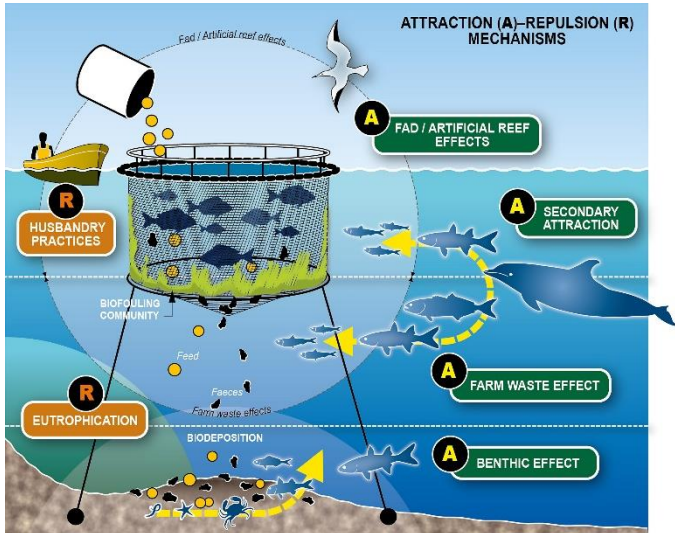 ATTRACTION (A)–REPULSION (R)
MECHANISMS
Fad / Artificial reef effects
A
FAD / ARTIFICIAL REEF
EFFECTS
R
HUSBANDRY
PRACTICES
A
SECONDARY
ATTRACTION
BIOFOULING
COMMUNITY
Feed
Faeces
A
FARM WASTE EFFECT
R
EUTROPHICATION
Farm waste effects
BIODEPOSITION
A
BENTHIC EFFECT